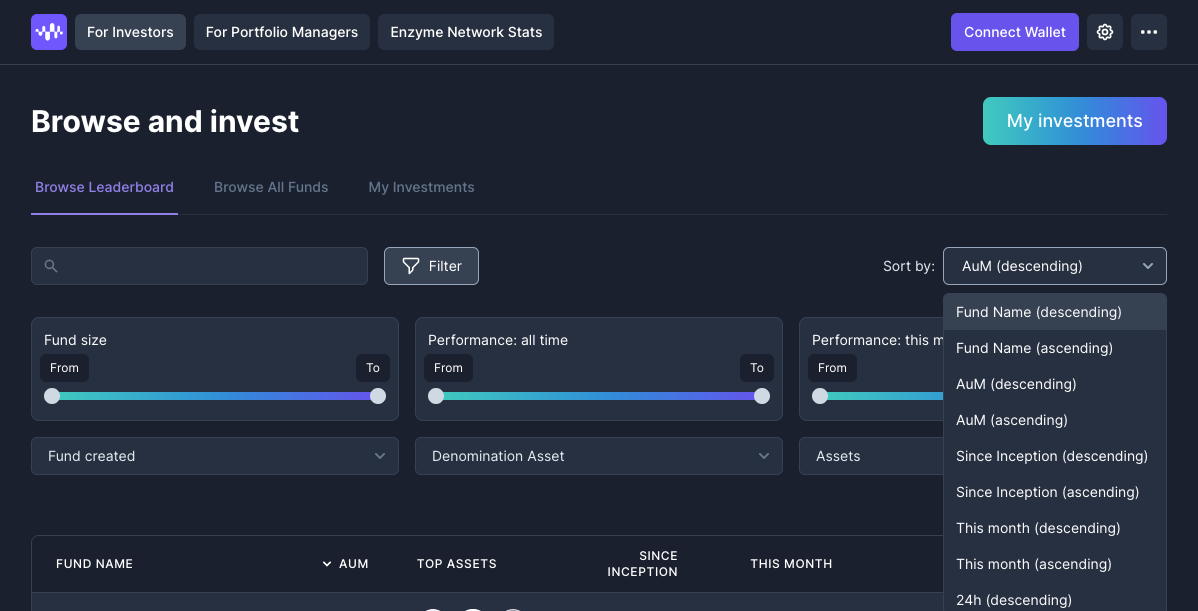 For Investors
For Portfolio Managers
Enzyme Network Stats
Connect Wallet
Browse and invest
My investments
Browse Leaderboard
Browse All Funds
My Investments
Filter
Sort by:
AuM (descending)
Fund Name (descending)
Fund Name (ascending)
AuM (descending)
AuM (ascending)
Since Inception (descending)
Since Inception (ascending)
This month (descending)
This month (ascending)
24h (descending)
Fund size
From
To
Performance: all time
From
To
Performance: this m
From
Fund created
Denomination Asset
Assets
FUND NAME
AUM
TOP ASSETS
SINCE
INCEPTION
THIS MONTH